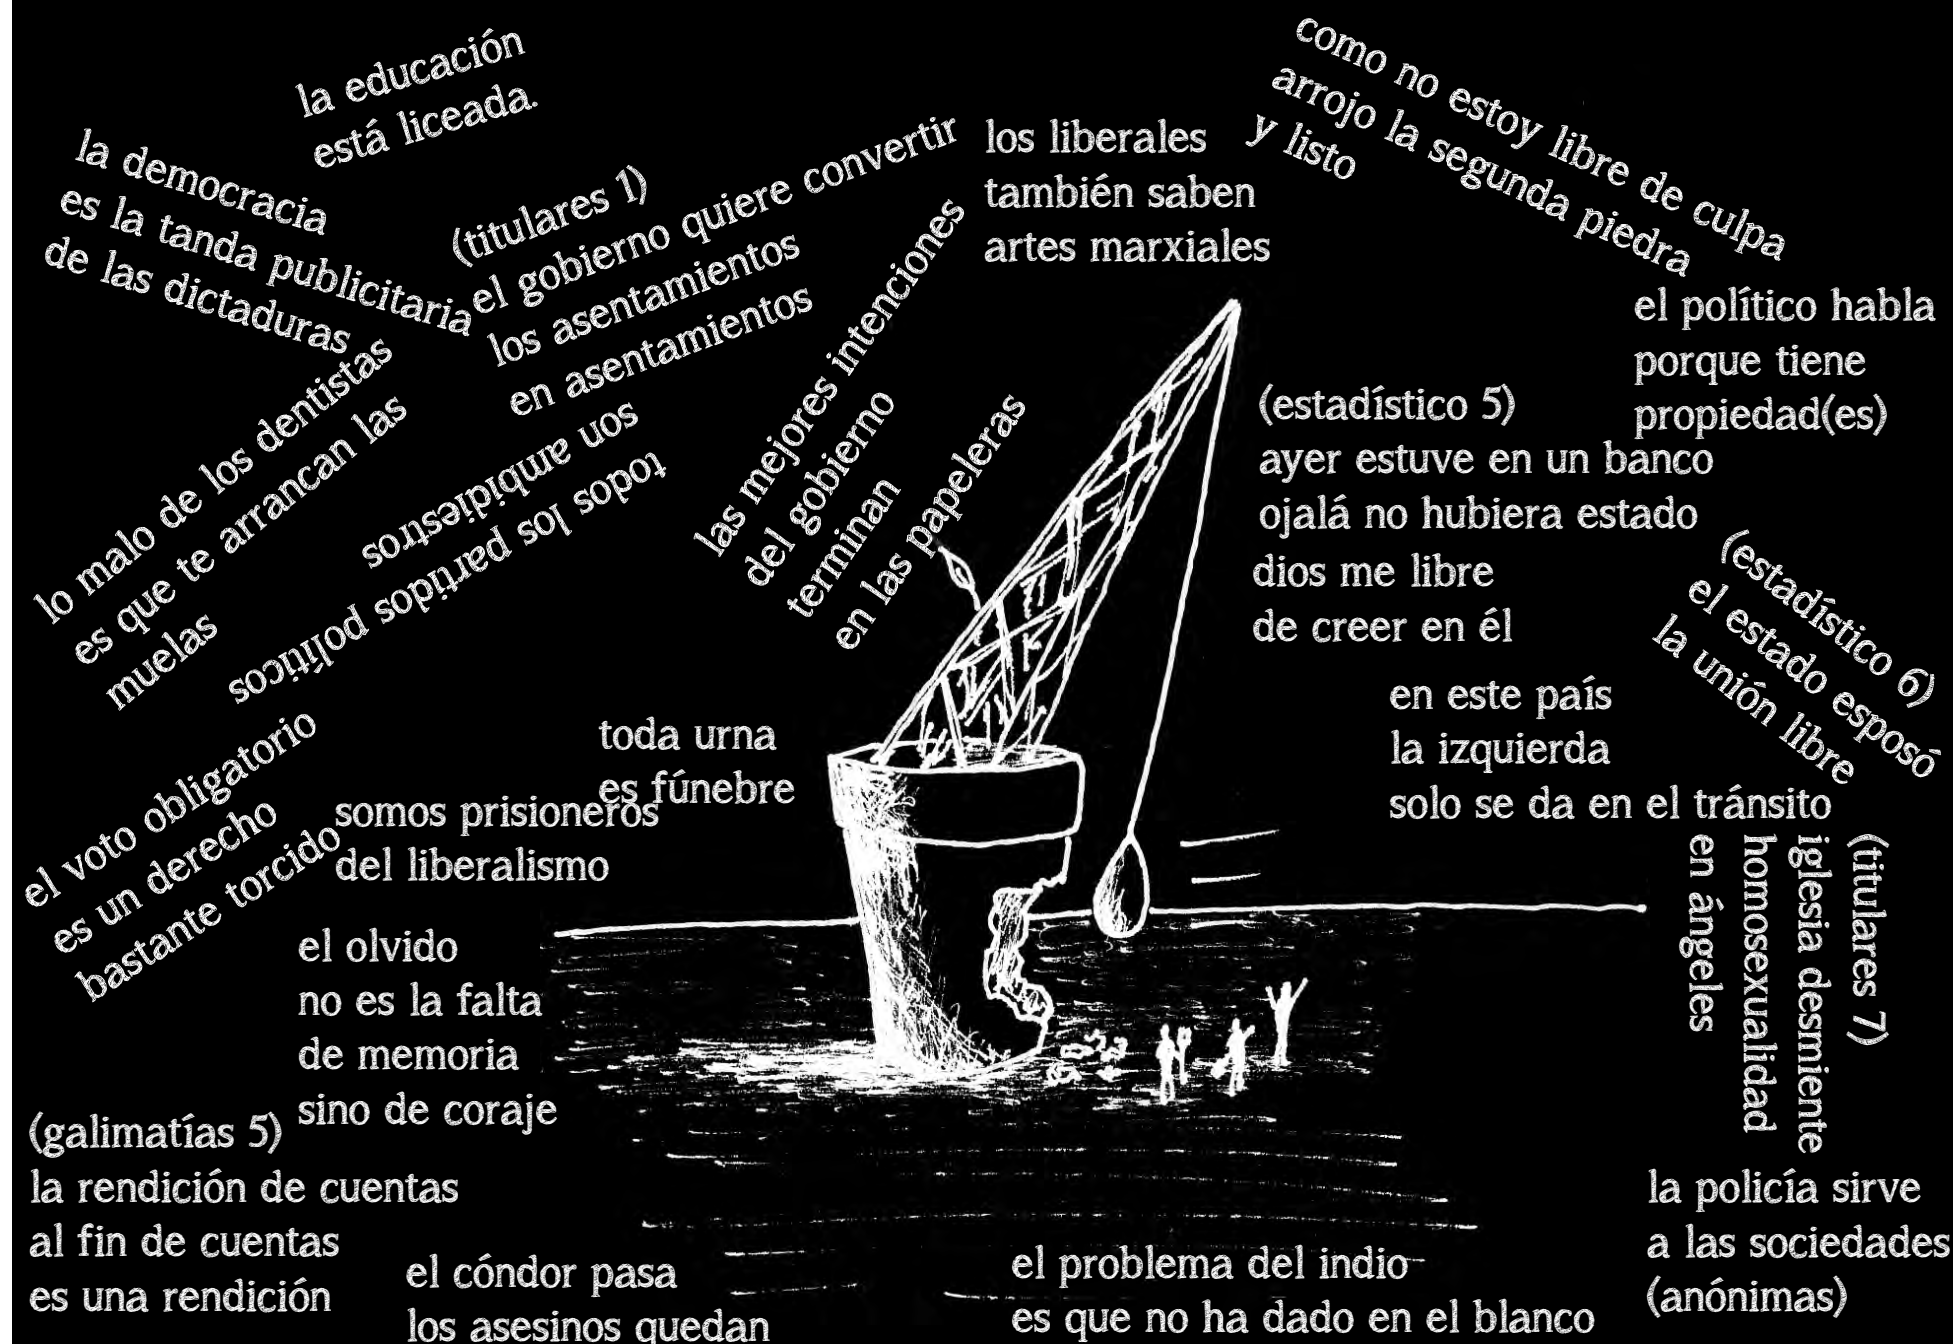 la educación
está liceada.
la democracia
es la tanda publicitaria
de las dictaduras
(titulares 1)
el gobierno quiere convertir
los asentamientos
en asentamientos
los liberales
también saben
artes marxiales
como no estoy libre de culpa
arrojo la segunda piedra
y listo
el político habla
porque tiene
propiedad(es)
lo malo de los dentistas
es que te arrancan las
muelas
todos los partidos políticos
son ambidiestros
las mejores intenciones
del gobierno
terminan
en las papeleras
(estadístico 5)
ayer estuve en un banco
ojalá no hubiera estado
dios me libre
de creer en él
(estadístico 6)
el estado esposó
la unión libre
en este país
la izquierda
solo se da en el tránsito
toda urna
es fúnebre
el voto obligatorio
es un derecho
bastante torcido
somos prisioneros
del liberalismo
(titulares 7)
iglesia desmiente
homosexualidad
en ángeles
el olvido
no es la falta
de memoria
sino de coraje
(galimatías 5)
la rendición de cuentas
al fin de cuentas
es una rendición
el cóndor pasa
los asesinos quedan
el problema del indio
es que no ha dado en el blanco
la policía sirve
a las sociedades
(anónimas)